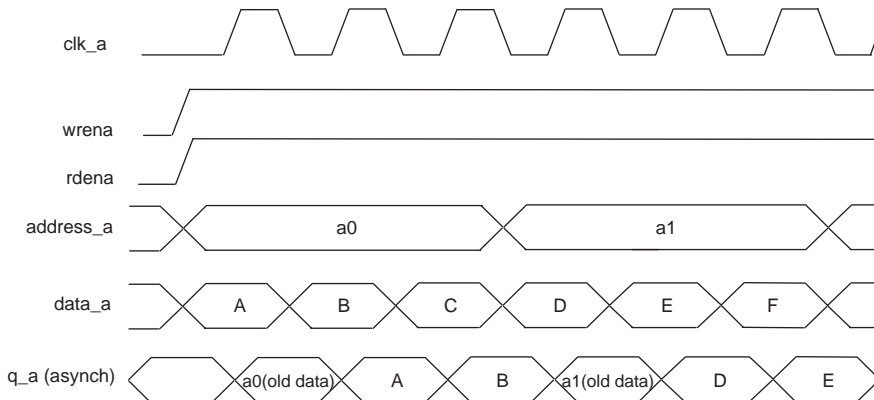 clk_a
wrena
rdena
address_a a0 a1
data_a A B C D E F
q_a (asynch) a0(old data) A B a1(old data) D E